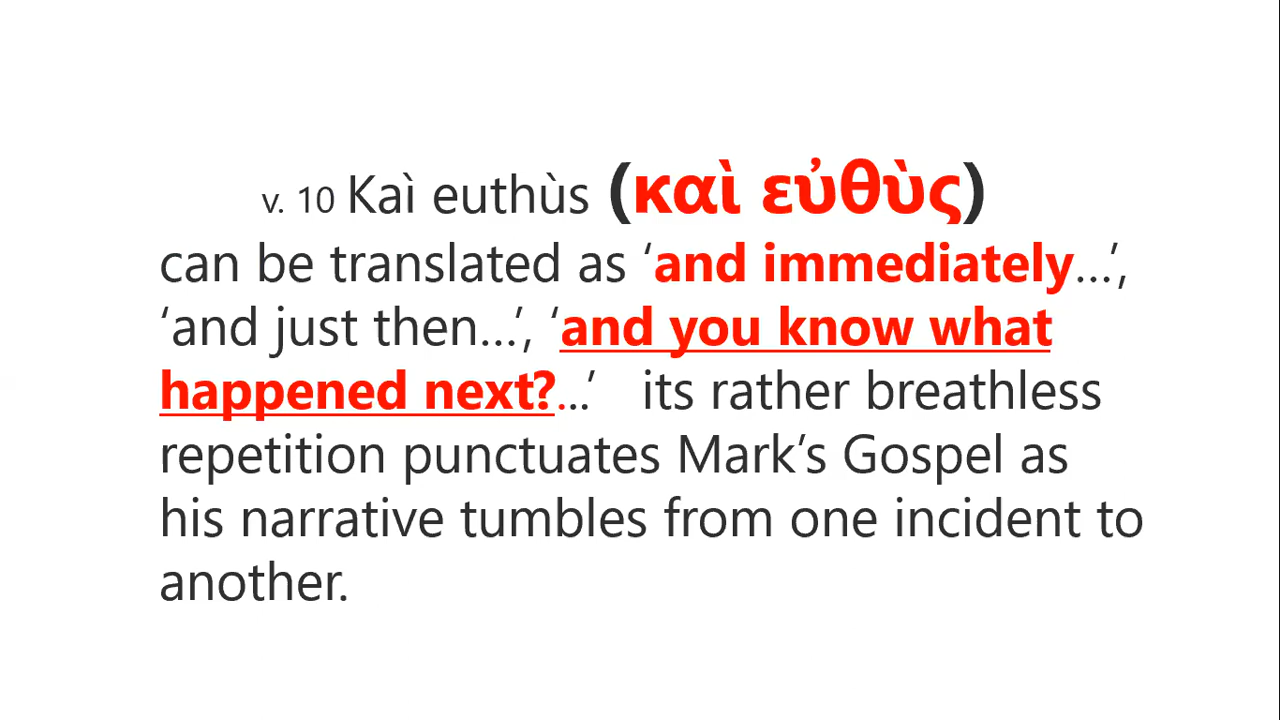 v. 10 Kaì euthùs (καὶ εὐθὺς)
can be translated as ‘and immediately…’,
‘and just then…’, ‘and you know what
happened next?...’ its rather breathless
repetition punctuates Mark’s Gospel as
his narrative tumbles from one incident to
another.